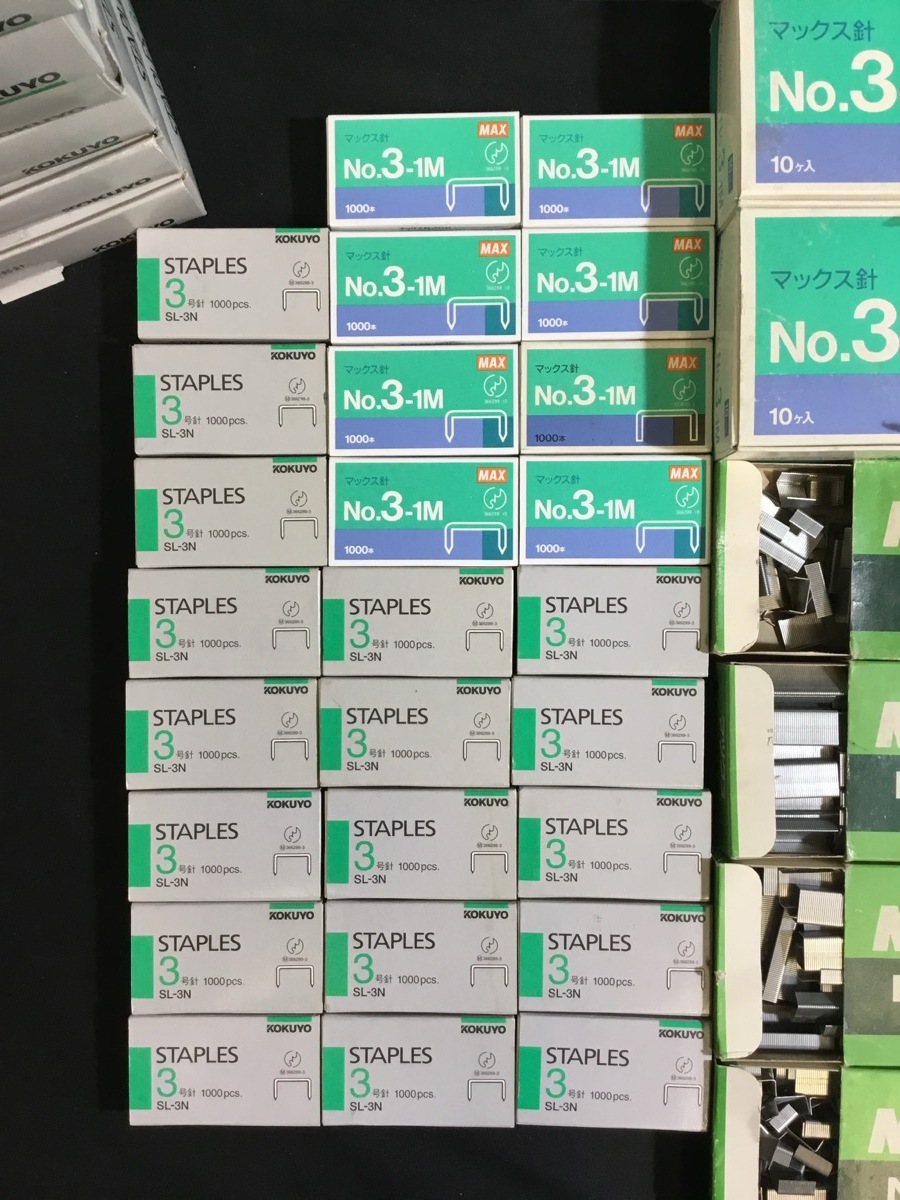 KOKUYO
KOKUYO
KOKUYO
マックス針
No.3
10ヶ入
マックス針
No.3
10ヶ入
マックス針
MAX
No.3-1M
1000本
マックス針
MAX
No.3-1M
1000本
KOKUYO
STAPLES
3号針 1000pcs.
SL-3N
マックス針
MAX
No.3-1M
1000本
マックス針
MAX
No.3-1M
1000本
KOKUYO
STAPLES
3号針 1000pcs.
SL-3N
マックス針
MAX
No.3-1M
1000本
マックス針
MAX
No.3-1M
1000本
KOKUYO
STAPLES
3号針 1000pcs.
SL-3N
マックス針
MAX
No.3-1M
1000本
マックス針
MAX
No.3-1M
1000本
KOKUYO
STAPLES
3号針 1000pcs.
SL-3N
KOKUYO
STAPLES
3号針 1000pcs.
SL-3N
KOKUYO
STAPLES
3号針 1000pcs.
SL-3N
KOKUYO
STAPLES
3号針 1000pcs.
SL-3N
KOKUYO
STAPLES
3号針 1000pcs.
SL-3N
KOKUYO
STAPLES
3号針 1000pcs.
SL-3N
KOKUYO
STAPLES
3号針 1000pcs.
SL-3N
KOKUYO
STAPLES
3号針 1000pcs.
SL-3N
KOKUYO
STAPLES
3号針 1000pcs.
SL-3N
KOKUYO
STAPLES
3号針 1000pcs.
SL-3N
KOKUYO
STAPLES
3号針 1000pcs.
SL-3N
KOKUYO
STAPLES
3号針 1000pcs.
SL-3N
KOKUYO
STAPLES
3号針 1000pcs.
SL-3N
KOKUYO
STAPLES
3号針 1000pcs.
SL-3N
KOKUYO
STAPLES
3号針 1000pcs.
SL-3N